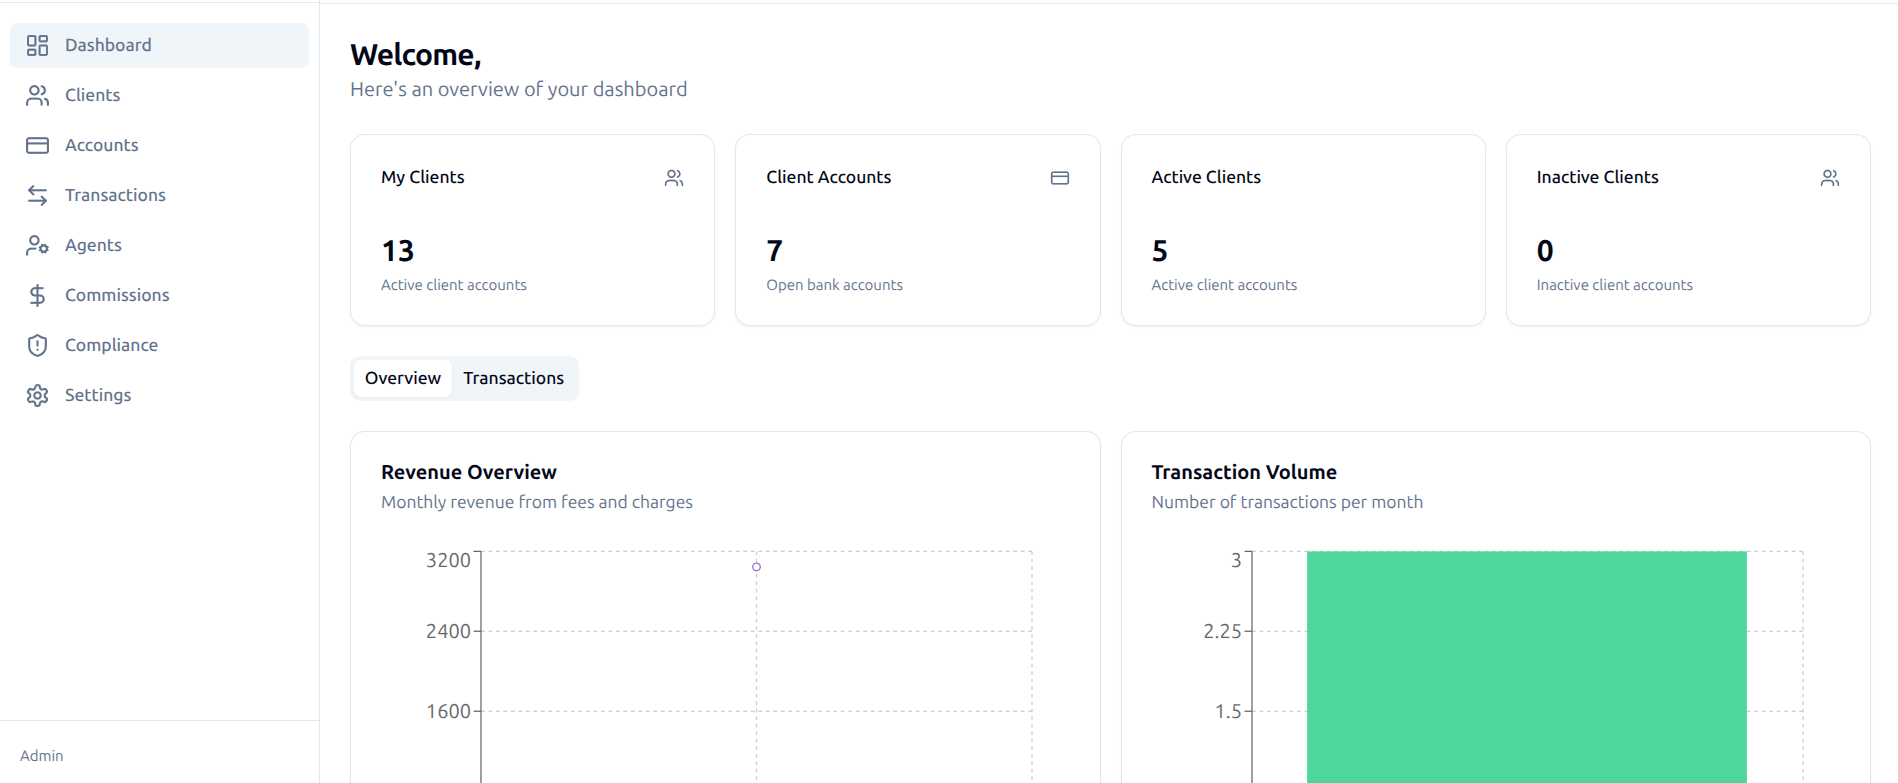 Dashboard
Clients
Accounts
Transactions
Agents
Commissions
Compliance
Settings
Admin
Welcome,
Here's an overview of your dashboard
My Clients
13
Active client accounts
Client Accounts
7
Open bank accounts
Active Clients
5
Active client accounts
Inactive Clients
0
Inactive client accounts
Overview Transactions
Revenue Overview
Monthly revenue from fees and charges
3200
2400
1600
Transaction Volume
Number of transactions per month
3
2.25
1.5